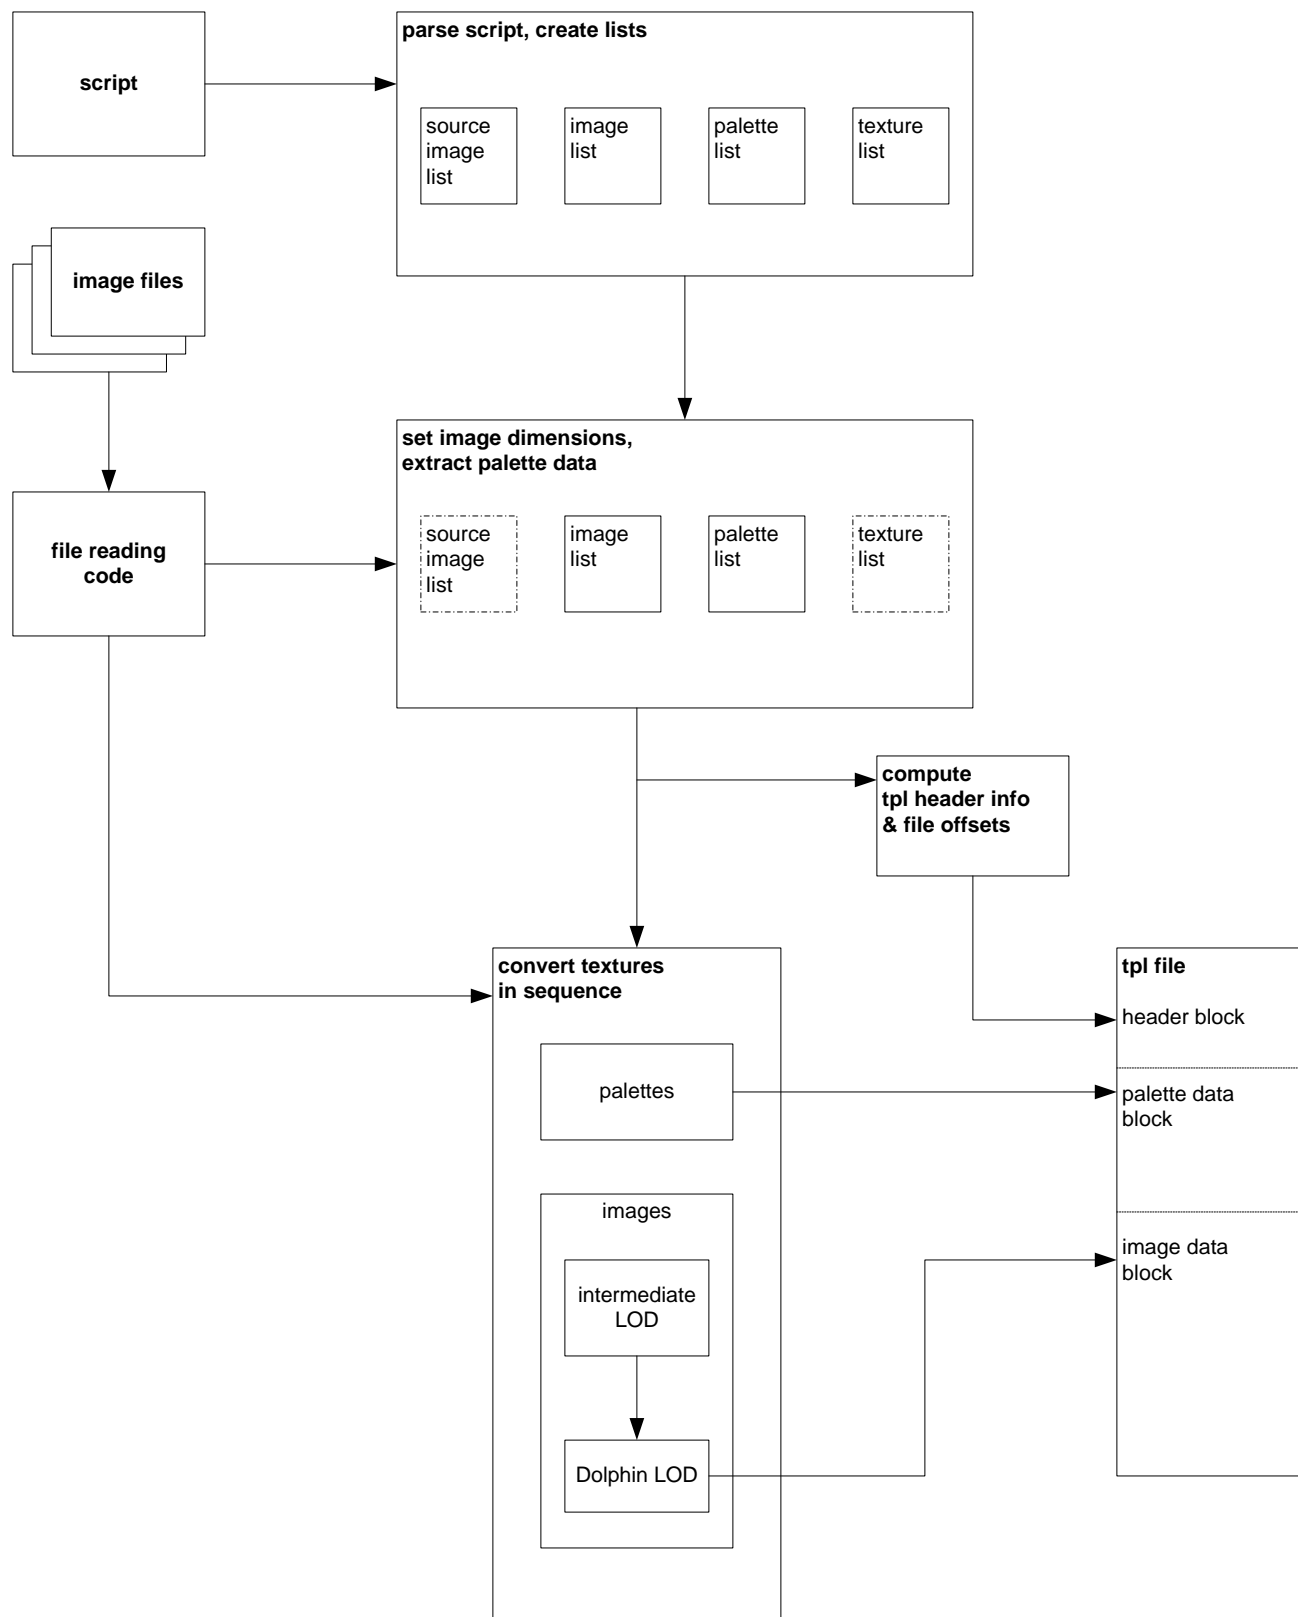 script
parse script, create lists
source
image
list
image
list
palette
list
texture
list
image files
set image dimensions,
extract palette data
source
image
list
image
list
palette
list
texture
list
file reading
code
compute
tpl header info
& file offsets
convert textures
in sequence
palettes
images
intermediate
LOD
Dolphin LOD
tpl file
header block
palette data
block
image data
block